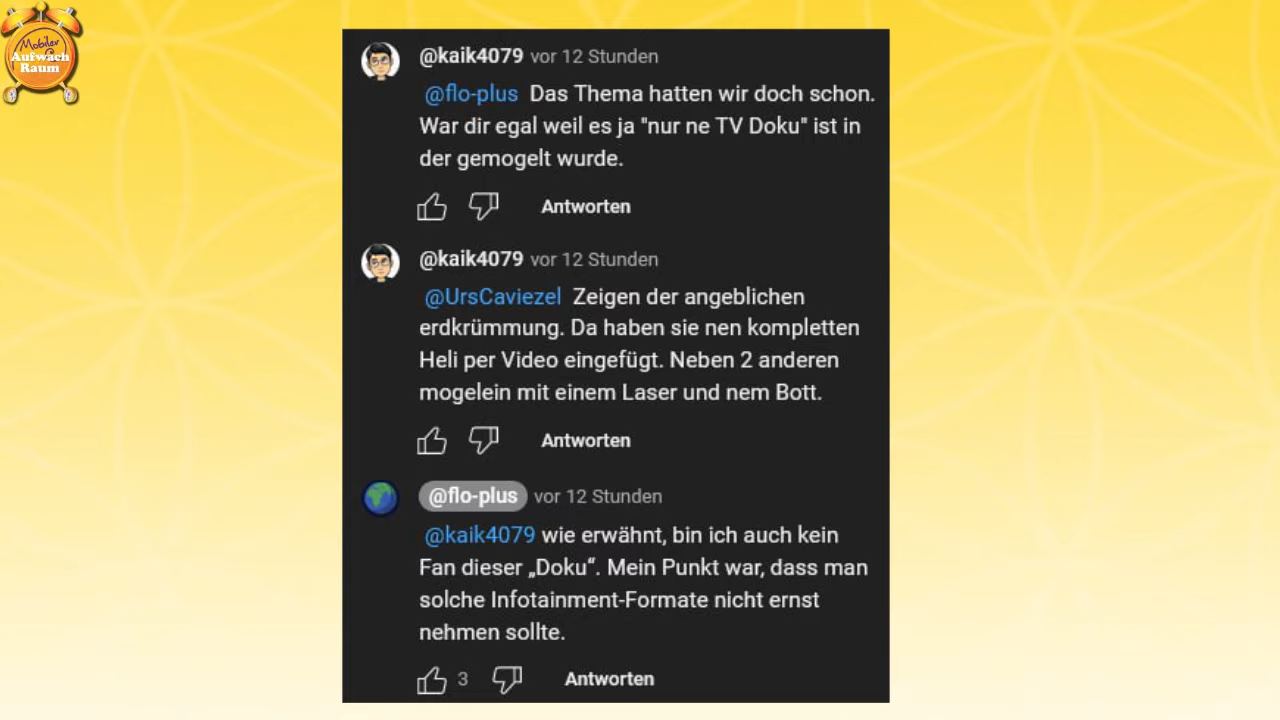 Mobiler
Aufwach
Raum
@kaik4079 vor 12 Stunden
@flo-plus Das Thema hatten wir doch schon.
War dir egal weil es ja "nur ne TV Doku" ist in
der gemogelt wurde.
Antworten
@kaik4079 vor 12 Stunden
@UrsCaviezel Zeigen der angeblichen
erdkrümmung. Da haben sie nen kompletten
Heli per Video eingefügt. Neben 2 anderen
mogelein mit einem Laser und nem Bott.
Antworten
@flo-plus vor 12 Stunden
@kaik4079 wie erwähnt, bin ich auch kein
Fan dieser „Doku“. Mein Punkt war, dass man
solche Infotainment-Formate nicht ernst
nehmen sollte.
3 Antworten